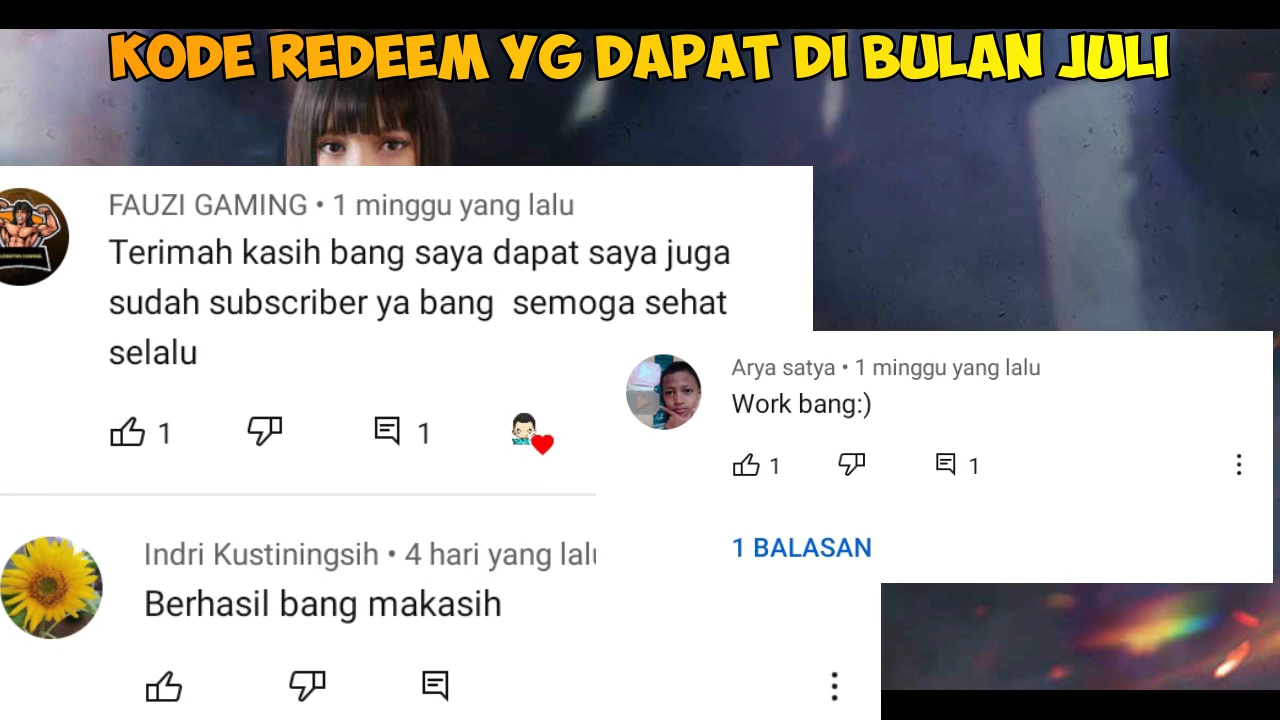 KODE REDEEM YG DAPAT DI BULAN JULI
FAUZI GAMING • 1 minggu yang lalu
Terimah kasih bang saya dapat saya juga
sudah subscriber ya bang semoga sehat
selalu
1
1
Arya satya • 1 minggu yang lalu
Work bang:)
1
1
1 BALASAN
Indri Kustiningsih • 4 hari yang
Berhasil bang makasih